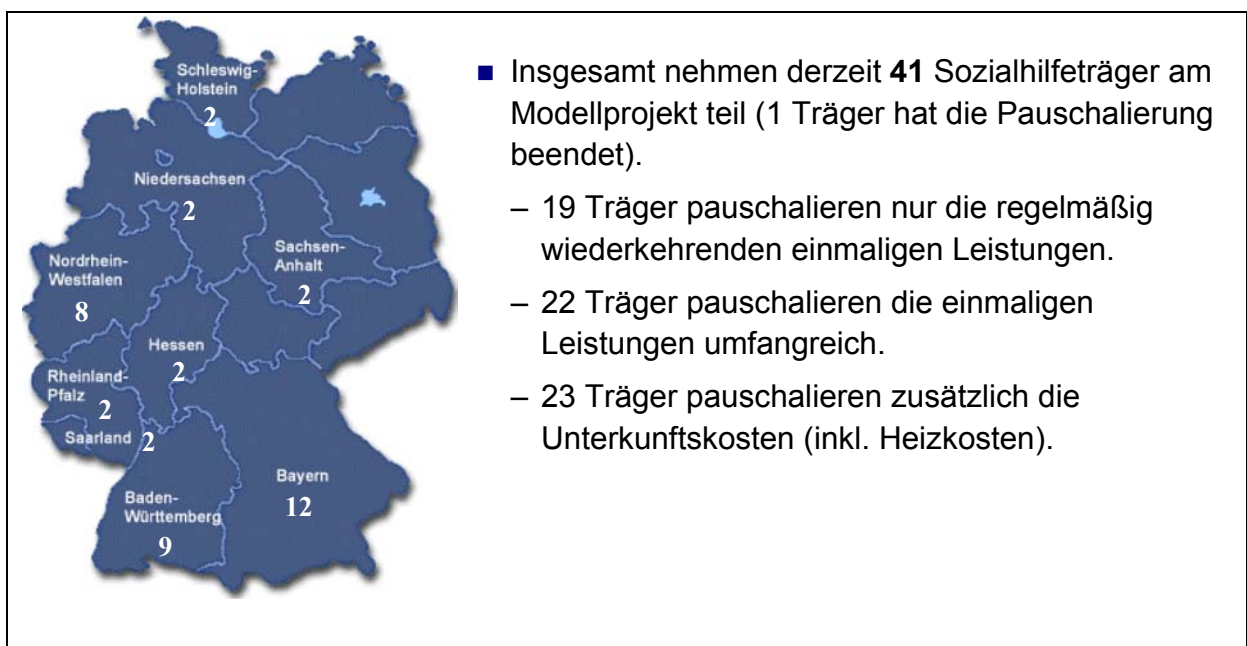 Schleswig-
Holstein
2
Niedersachsen
2
Sachsen-
Anhalt
2
Nordrhein-
Westfalen
8
Hessen
2
Rheinland-
Pfalz
2
Saarland
2
Bayern
12
Baden-
Württemberg
9
■ Insgesamt nehmen derzeit 41 Sozialhilfeträger am
Modellprojekt teil (1 Träger hat die Pauschalierung
beendet).
– 19 Träger pauschalieren nur die regelmäßig
wiederkehrenden einmaligen Leistungen.
– 22 Träger pauschalieren die einmaligen
Leistungen umfangreich.
– 23 Träger pauschalieren zusätzlich die
Unterkunftskosten (inkl. Heizkosten).